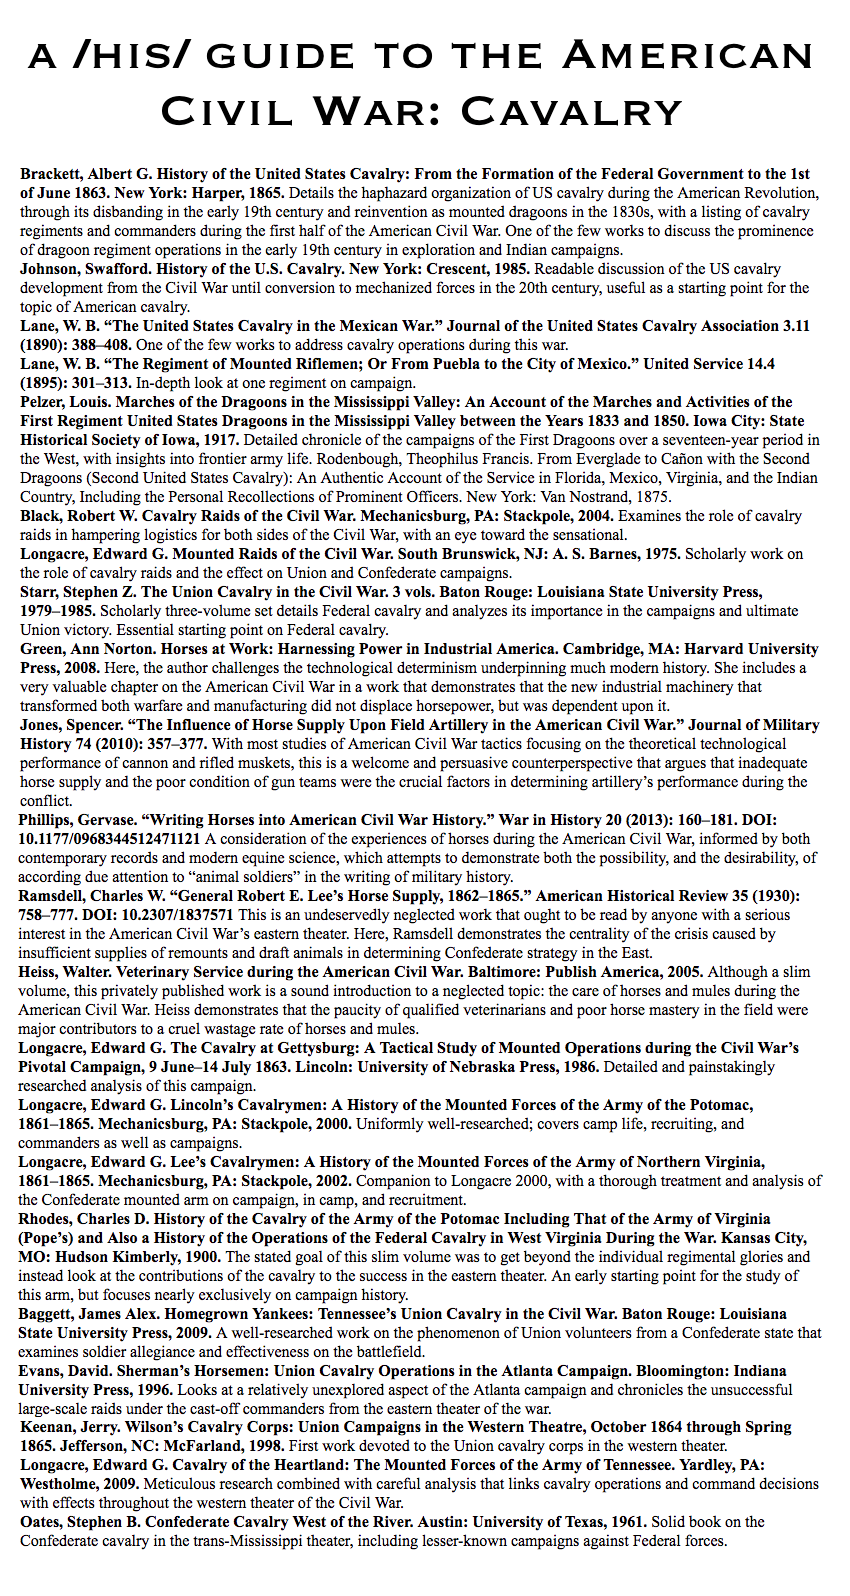 A /HIS/ GUIDE TO THE AMERICAN
CIVIL WAR: CAVALRY
Brackett, Albert G. History of the United States Cavalry: From the Formation of the Federal Government to the 1st
of June 1863. New York: Harper, 1865. Details the haphazard organization of US cavalry during the American Revolution,
through its disbanding in the early 19th century and reinvention as mounted dragoons in the 1830s, with a listing of cavalry
regiments and commanders during the first half of the American Civil War. One of the few works to discuss the prominence
of dragoon regiment operations in the early 19th century in exploration and Indian campaigns.
Johnson, Swafford. History of the U.S. Cavalry. New York: Crescent, 1985. Readable discussion of the US cavalry
development from the Civil War until conversion to mechanized forces in the 20th century, useful as a starting point for the
topic of American cavalry.
Lane, W. B. “The United States Cavalry in the Mexican War.” Journal of the United States Cavalry Association 3.11
(1890): 388–408. One of the few works to address cavalry operations during this war.
Lane, W. B. “The Regiment of Mounted Riflemen; Or From Puebla to the City of Mexico.” United Service 14.4
(1895): 301–313. In-depth look at one regiment on campaign.
Pelzer, Louis. Marches of the Dragoons in the Mississippi Valley: An Account of the Marches and Activities of the
First Regiment United States Dragoons in the Mississippi Valley between the Years 1833 and 1850. Iowa City: State
Historical Society of Iowa, 1917. Detailed chronicle of the campaigns of the First Dragoons over a seventeen-year period in
the West, with insights into frontier army life. Rodenbough, Theophilus Francis. From Everglade to Cañon with the Second
Dragoons (Second United States Cavalry): An Authentic Account of the Service in Florida, Mexico, Virginia, and the Indian
Country, Including the Personal Recollections of Prominent Officers. New York: Van Nostrand, 1875.
Black, Robert W. Cavalry Raids of the Civil War. Mechanicsburg, PA: Stackpole, 2004. Examines the role of cavalry
raids in hampering logistics for both sides of the Civil War, with an eye toward the sensational.
Longacre, Edward G. Mounted Raids of the Civil War. South Brunswick, NJ: A. S. Barnes, 1975. Scholarly work on
the role of cavalry raids and the effect on Union and Confederate campaigns.
Starr, Stephen Z. The Union Cavalry in the Civil War. 3 vols. Baton Rouge: Louisiana State University Press,
1979–1985. Scholarly three-volume set details Federal cavalry and analyzes its importance in the campaigns and ultimate
Union victory. Essential starting point on Federal cavalry.
Green, Ann Norton. Horses at Work: Harnessing Power in Industrial America. Cambridge, MA: Harvard University
Press, 2008. Here, the author challenges the technological determinism underpinning much modern history. She includes a
very valuable chapter on the American Civil War in a work that demonstrates that the new industrial machinery that
transformed both warfare and manufacturing did not displace horsepower, but was dependent upon it.
Jones, Spencer. “The Influence of Horse Supply Upon Field Artillery in the American Civil War.” Journal of Military
History 74 (2010): 357–377. With most studies of American Civil War tactics focusing on the theoretical technological
performance of cannon and rifled muskets, this is a welcome and persuasive counterperspective that argues that inadequate
horse supply and the poor condition of gun teams were the crucial factors in determining artillery’s performance during the
conflict.
Phillips, Gervase. “Writing Horses into American Civil War History.” War in History 20 (2013): 160–181. DOI:
10.1177/0968344512471121 A consideration of the experiences of horses during the American Civil War, informed by both
contemporary records and modern equine science, which attempts to demonstrate both the possibility, and the desirability, of
according due attention to “animal soldiers” in the writing of military history.
Ramsdell, Charles W. “General Robert E. Lee’s Horse Supply, 1862–1865.” American Historical Review 35 (1930):
758–777. DOI: 10.2307/1837571 This is an undeservedly neglected work that ought to be read by anyone with a serious
interest in the American Civil War’s eastern theater. Here, Ramsdell demonstrates the centrality of the crisis caused by
insufficient supplies of remounts and draft animals in determining Confederate strategy in the East.
Heiss, Walter. Veterinary Service during the American Civil War. Baltimore: Publish America, 2005. Although a slim
volume, this privately published work is a sound introduction to a neglected topic: the care of horses and mules during the
American Civil War. Heiss demonstrates that the paucity of qualified veterinarians and poor horse mastery in the field were
major contributors to a cruel wastage rate of horses and mules.
Longacre, Edward G. The Cavalry at Gettysburg: A Tactical Study of Mounted Operations during the Civil War’s
Pivotal Campaign, 9 June–14 July 1863. Lincoln: University of Nebraska Press, 1986. Detailed and painstakingly
researched analysis of this campaign.
Longacre, Edward G. Lincoln’s Cavalrymen: A History of the Mounted Forces of the Army of the Potomac,
1861–1865. Mechanicsburg, PA: Stackpole, 2000. Uniformly well-researched; covers camp life, recruiting, and
commanders as well as campaigns.
Longacre, Edward G. Lee’s Cavalrymen: A History of the Mounted Forces of the Army of Northern Virginia,
1861–1865. Mechanicsburg, PA: Stackpole, 2002. Companion to Longacre 2000, with a thorough treatment and analysis of
the Confederate mounted arm on campaign, in camp, and recruitment.
Rhodes, Charles D. History of the Cavalry of the Army of the Potomac Including That of the Army of Virginia
(Pope’s) and Also a History of the Operations of the Federal Cavalry in West Virginia During the War. Kansas City,
MO: Hudson Kimberly, 1900. The stated goal of this slim volume was to get beyond the individual regimental glories and
instead look at the contributions of the cavalry to the success in the eastern theater. An early starting point for the study of
this arm, but focuses nearly exclusively on campaign history.
Baggett, James Alex. Homegrown Yankees: Tennessee’s Union Cavalry in the Civil War. Baton Rouge: Louisiana
State University Press, 2009. A well-researched work on the phenomenon of Union volunteers from a Confederate state that
examines soldier allegiance and effectiveness on the battlefield.
Evans, David. Sherman’s Horsemen: Union Cavalry Operations in the Atlanta Campaign. Bloomington: Indiana
University Press, 1996. Looks at a relatively unexplored aspect of the Atlanta campaign and chronicles the unsuccessful
large-scale raids under the cast-off commanders from the eastern theater of the war.
Keenan, Jerry. Wilson’s Cavalry Corps: Union Campaigns in the Western Theatre, October 1864 through Spring
1865. Jefferson, NC: McFarland, 1998. First work devoted to the Union cavalry corps in the western theater.
Longacre, Edward G. Cavalry of the Heartland: The Mounted Forces of the Army of Tennessee. Yardley, PA:
Westholme, 2009. Meticulous research combined with careful analysis that links cavalry operations and command decisions
with effects throughout the western theater of the Civil War.
Oates, Stephen B. Confederate Cavalry West of the River. Austin: University of Texas, 1961. Solid book on the
Confederate cavalry in the trans-Mississippi theater, including lesser-known campaigns against Federal forces.